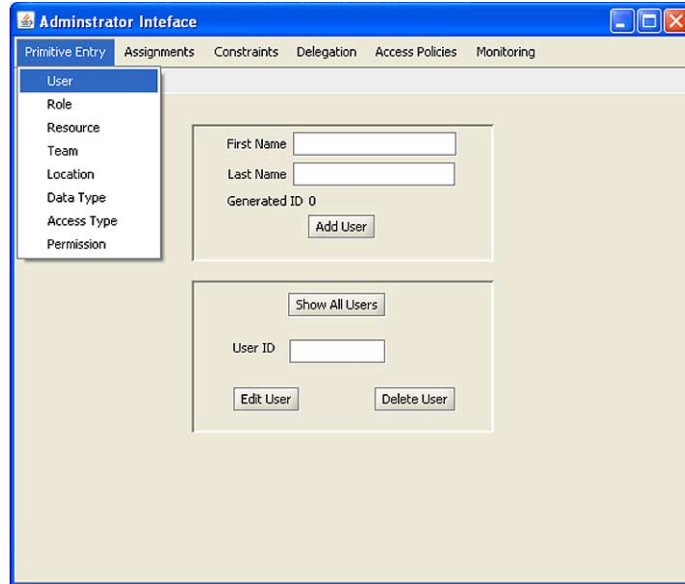 Adminstrator Inteface
Primitive Entry Assignments Constraints Delegation Access Policies Monitoring
User
Role
Resource
Team
Location
Data Type
Access Type
Permission
First Name
Last Name
Generated ID 0
Add User
Show All Users
User ID
Edit User Delete User